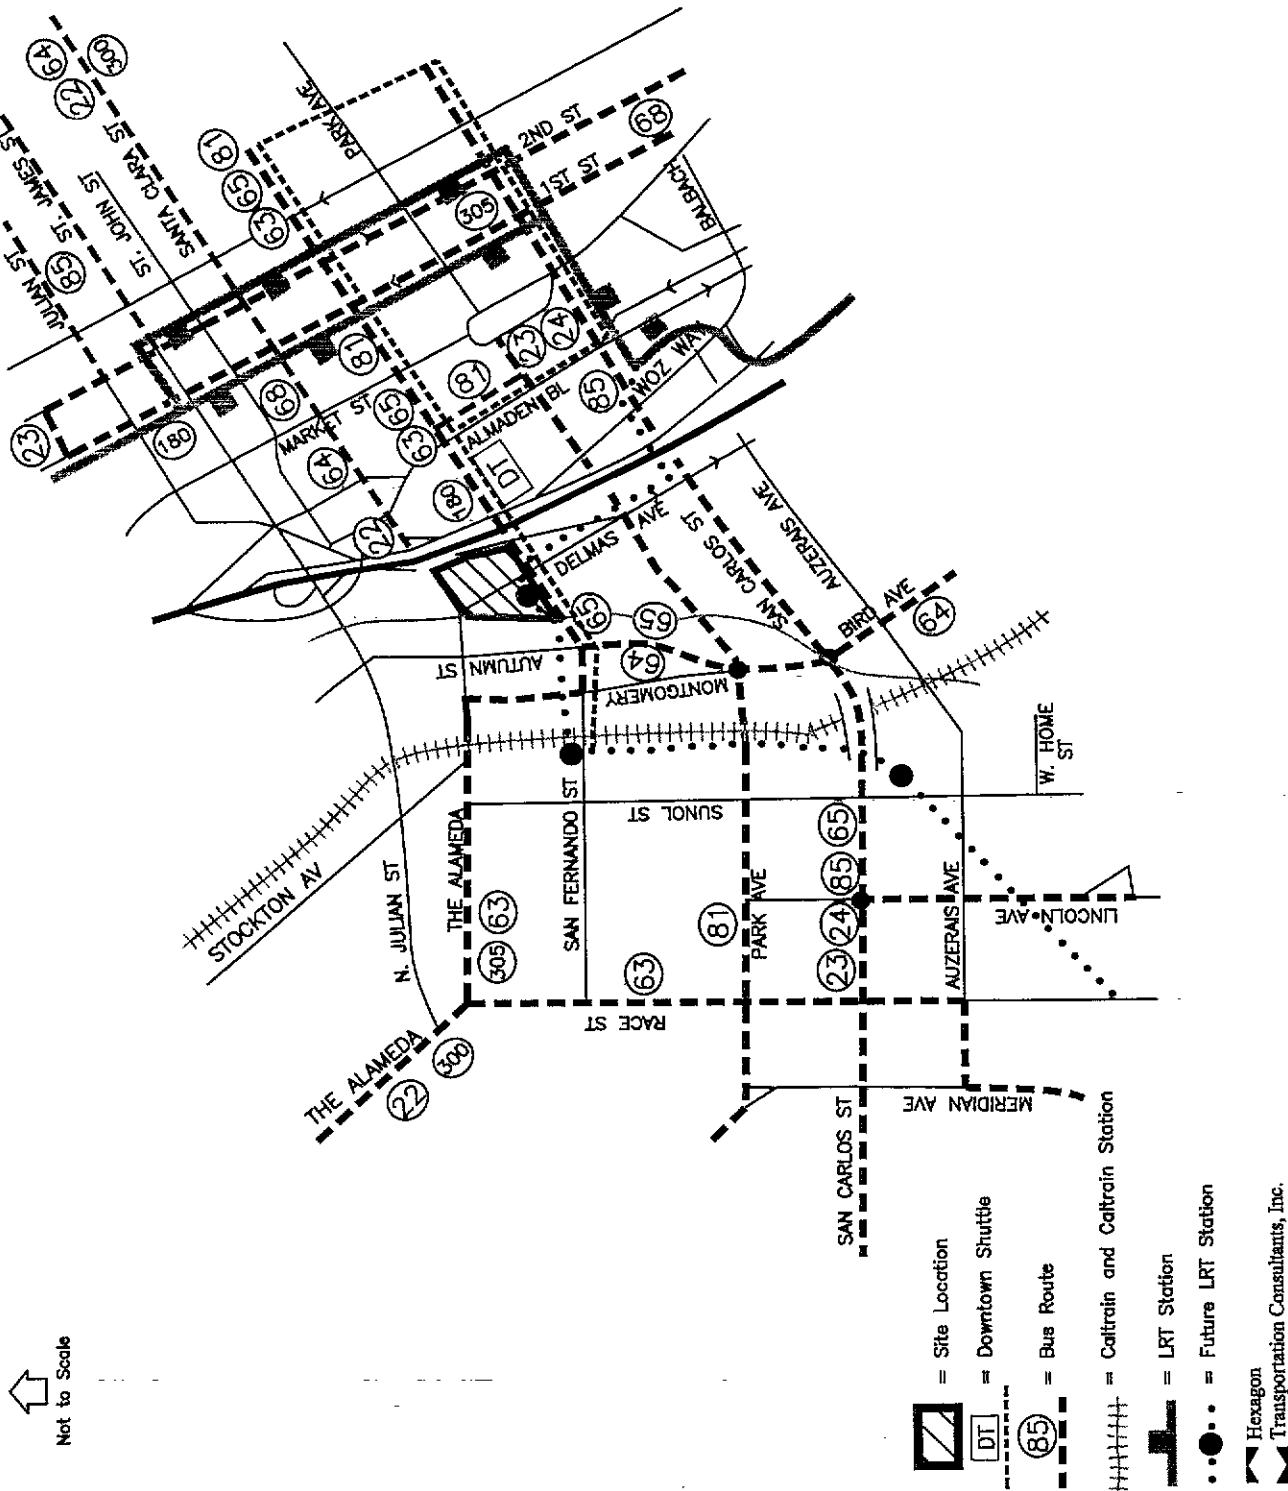 Not to Scale
23
180
JULIAN ST
85
ST. JAMES ST
ST. JOHN ST
SANTA CLARA ST
64
22
300
68
MARKET ST
64
22
63
65
81
PARK AVE
81
63
65
180
DT
81
ALMADEN BL
23
24
85
WOZ WAY
305
2ND ST
1ST ST
68
BALBACH
DELMAS AVE
SAN CARLOS ST
AUZERAIS AVE
BIRD AVE
64
65
65
64
AUTUMN ST
MONTGOMERY
STOCKTON AV
N. JULIAN ST
THE ALAMEDA
305
63
SAN FERNANDO ST
SUNOL ST
W. HOME
ST
63
RACE ST
81
PARK AVE
23
24
85
65
AUZERAIS AVE
LINCOLN AVE
THE ALAMEDA
22
300
MERIDIAN AVE
SAN CARLOS ST
= Site Location
DT = Downtown Shuttle
85 = Bus Route
= Caltrain and Caltrain Station
= LRT Station
= Future LRT Station
Hexagon
Transportation Consultants, Inc.